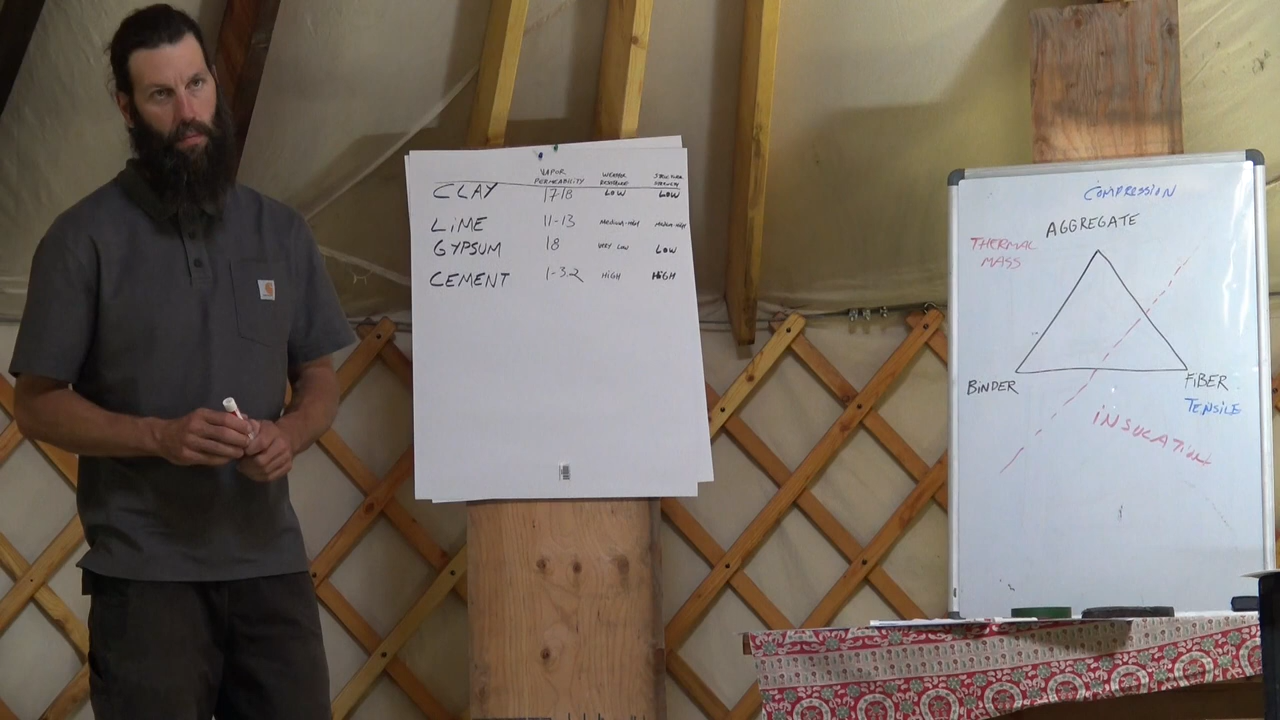 VAPOR PERMEABILITY WEATHER RESISTANCE STRUCTURAL STRENGTH
CLAY 17-18 LOW LOW
LIME 11-13 MEDIUM-HIGH MEDIUM-HIGH
GYPSUM 18 VERY LOW LOW
CEMENT 1-3.2 HIGH HIGH
COMPRESSION
AGGREGATE
THERMAL
MASS
BINDER
FIBER
TENSILE
INSULATION